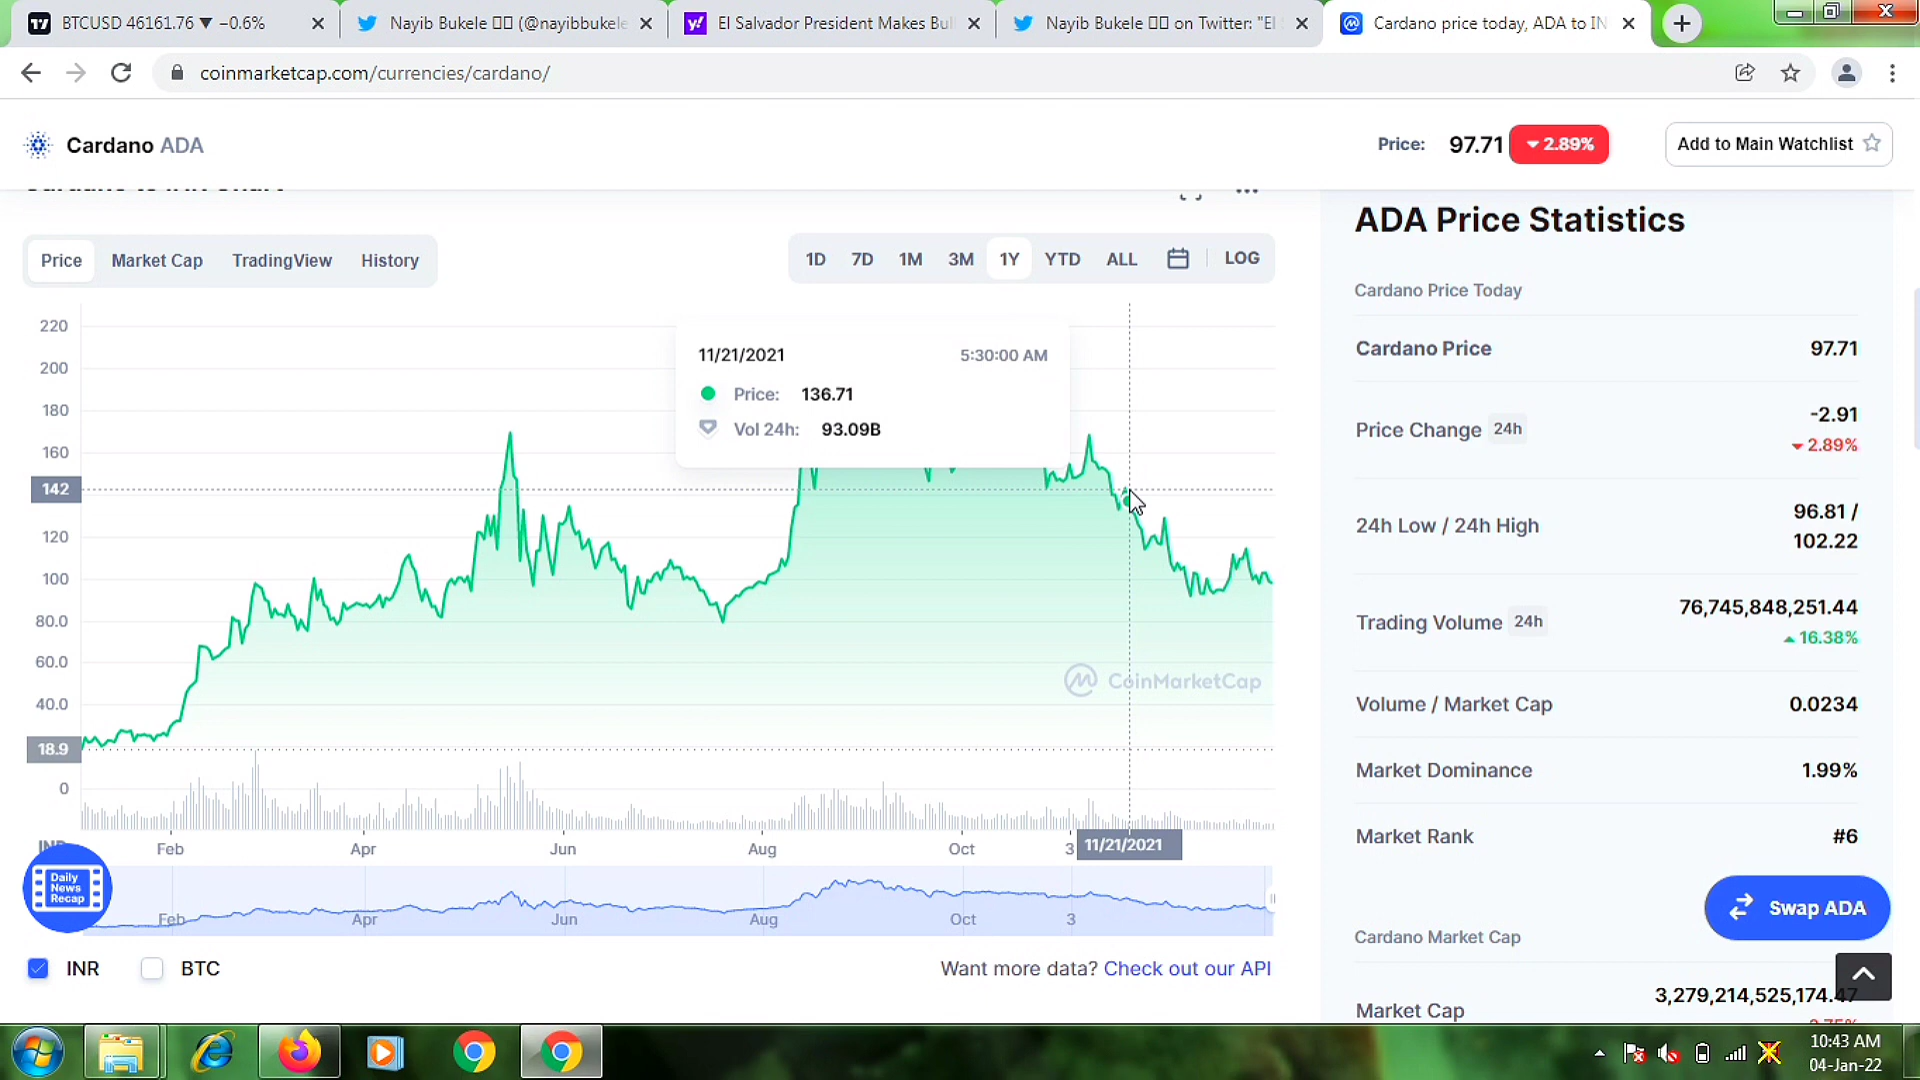 BTCUSD 46161.76 ▼ −0.6%
Nayib Bukele (@nayibbukele
El Salvador President Makes Bul
Nayib Bukele on Twitter: "El S
Cardano price today, ADA to IN
coinmarketcap.com/currencies/cardano/
Cardano ADA
Price: 97.71 ▼ 2.89%
Add to Main Watchlist
Price Market Cap TradingView History
1D 7D 1M 3M 1Y YTD ALL LOG
220
200
180
160
142
120
100
80.0
60.0
40.0
18.9
0
11/21/2021 5:30:00 AM
Price: 136.71
Vol 24h: 93.09B
CoinMarketCap
INR
Feb Apr Jun Aug Oct 3 11/21/2021
Daily
News
Recap
Feb Apr Jun Aug Oct 3
INR BTC
Want more data? Check out our API
ADA Price Statistics
Cardano Price Today
Cardano Price 97.71
Price Change 24h -2.91
▼ 2.89%
24h Low / 24h High 96.81 /
102.22
Trading Volume 24h 76,745,848,251.44
▲ 16.38%
Volume / Market Cap 0.0234
Market Dominance 1.99%
Market Rank #6
Swap ADA
Cardano Market Cap
Market Cap 3,279,214,525,174.47
10:43 AM
04-Jan-22